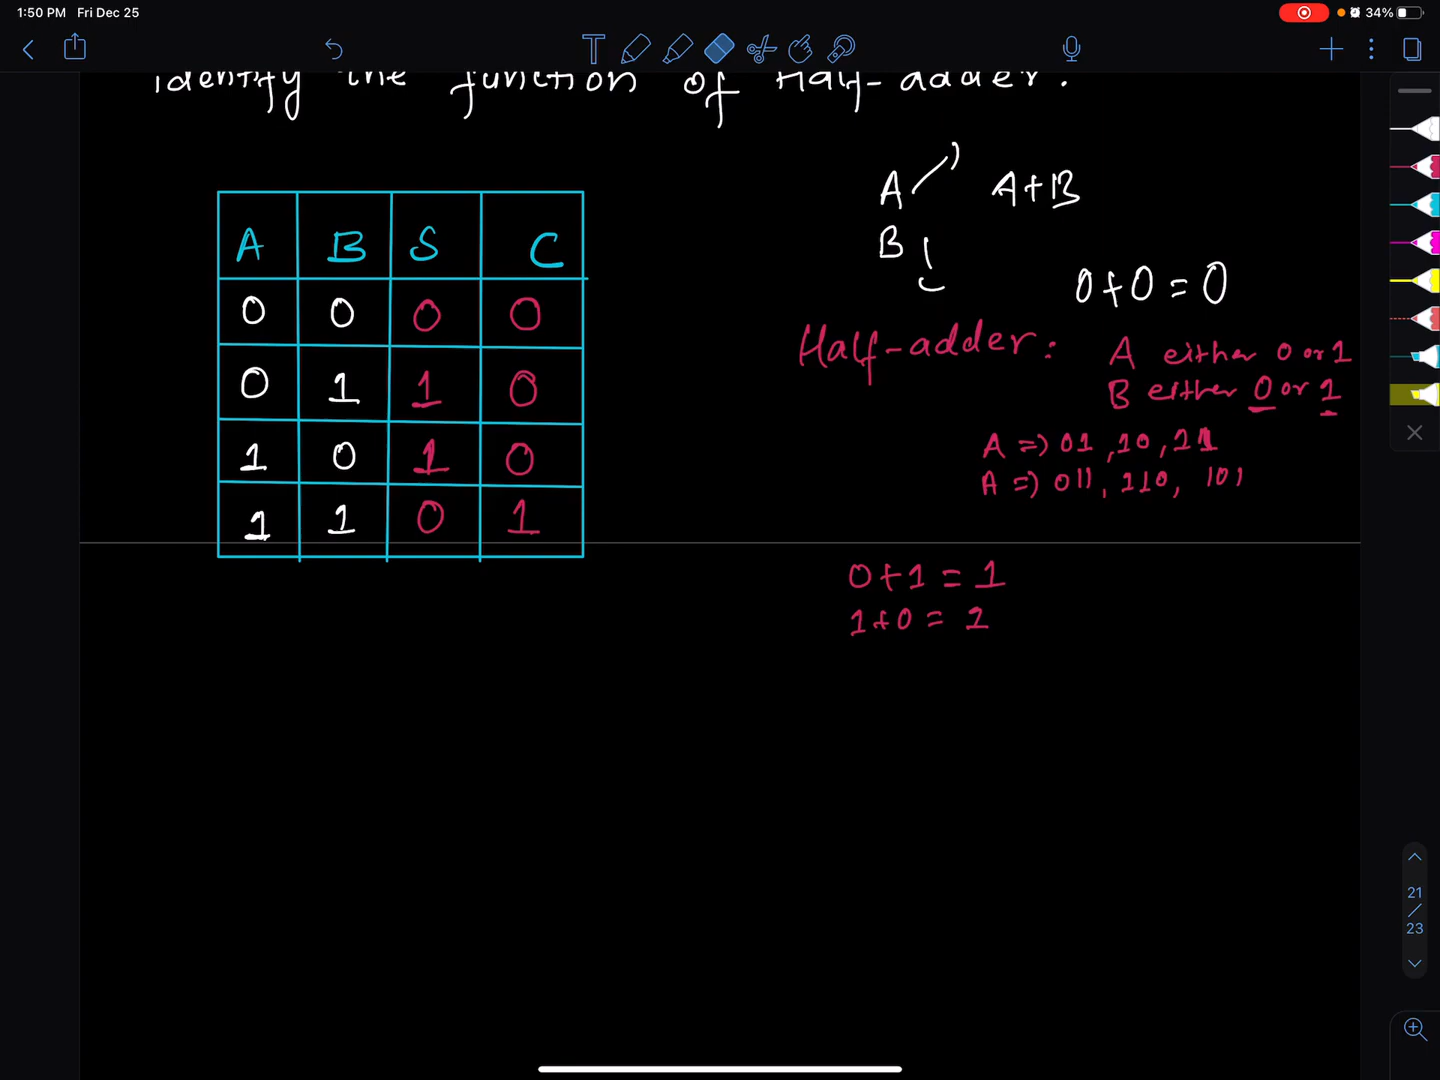 1:50 PM Fri Dec 25
34%
identify the function of Half-adder.
A
A+B
B
0+0=0
A B S C
0 0 0 0
0 1 1 0
1 0 1 0
1 1 0 1
Half-adder:
A either 0 or 1
B either 0 or 1
A => 01, 10, 11
A => 011, 110, 101
0+1=1
1+0=1
21
/
23